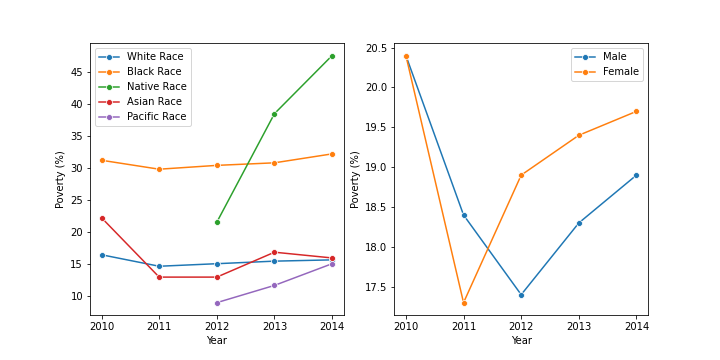 White Race
Black Race
Native Race
Asian Race
Pacific Race
45
40
35
30
25
20
15
10
Poverty (%)
2010 2011 2012 2013 2014
Year
Male
Female
20.5
20.0
19.5
19.0
18.5
18.0
17.5
Poverty (%)
2010 2011 2012 2013 2014
Year